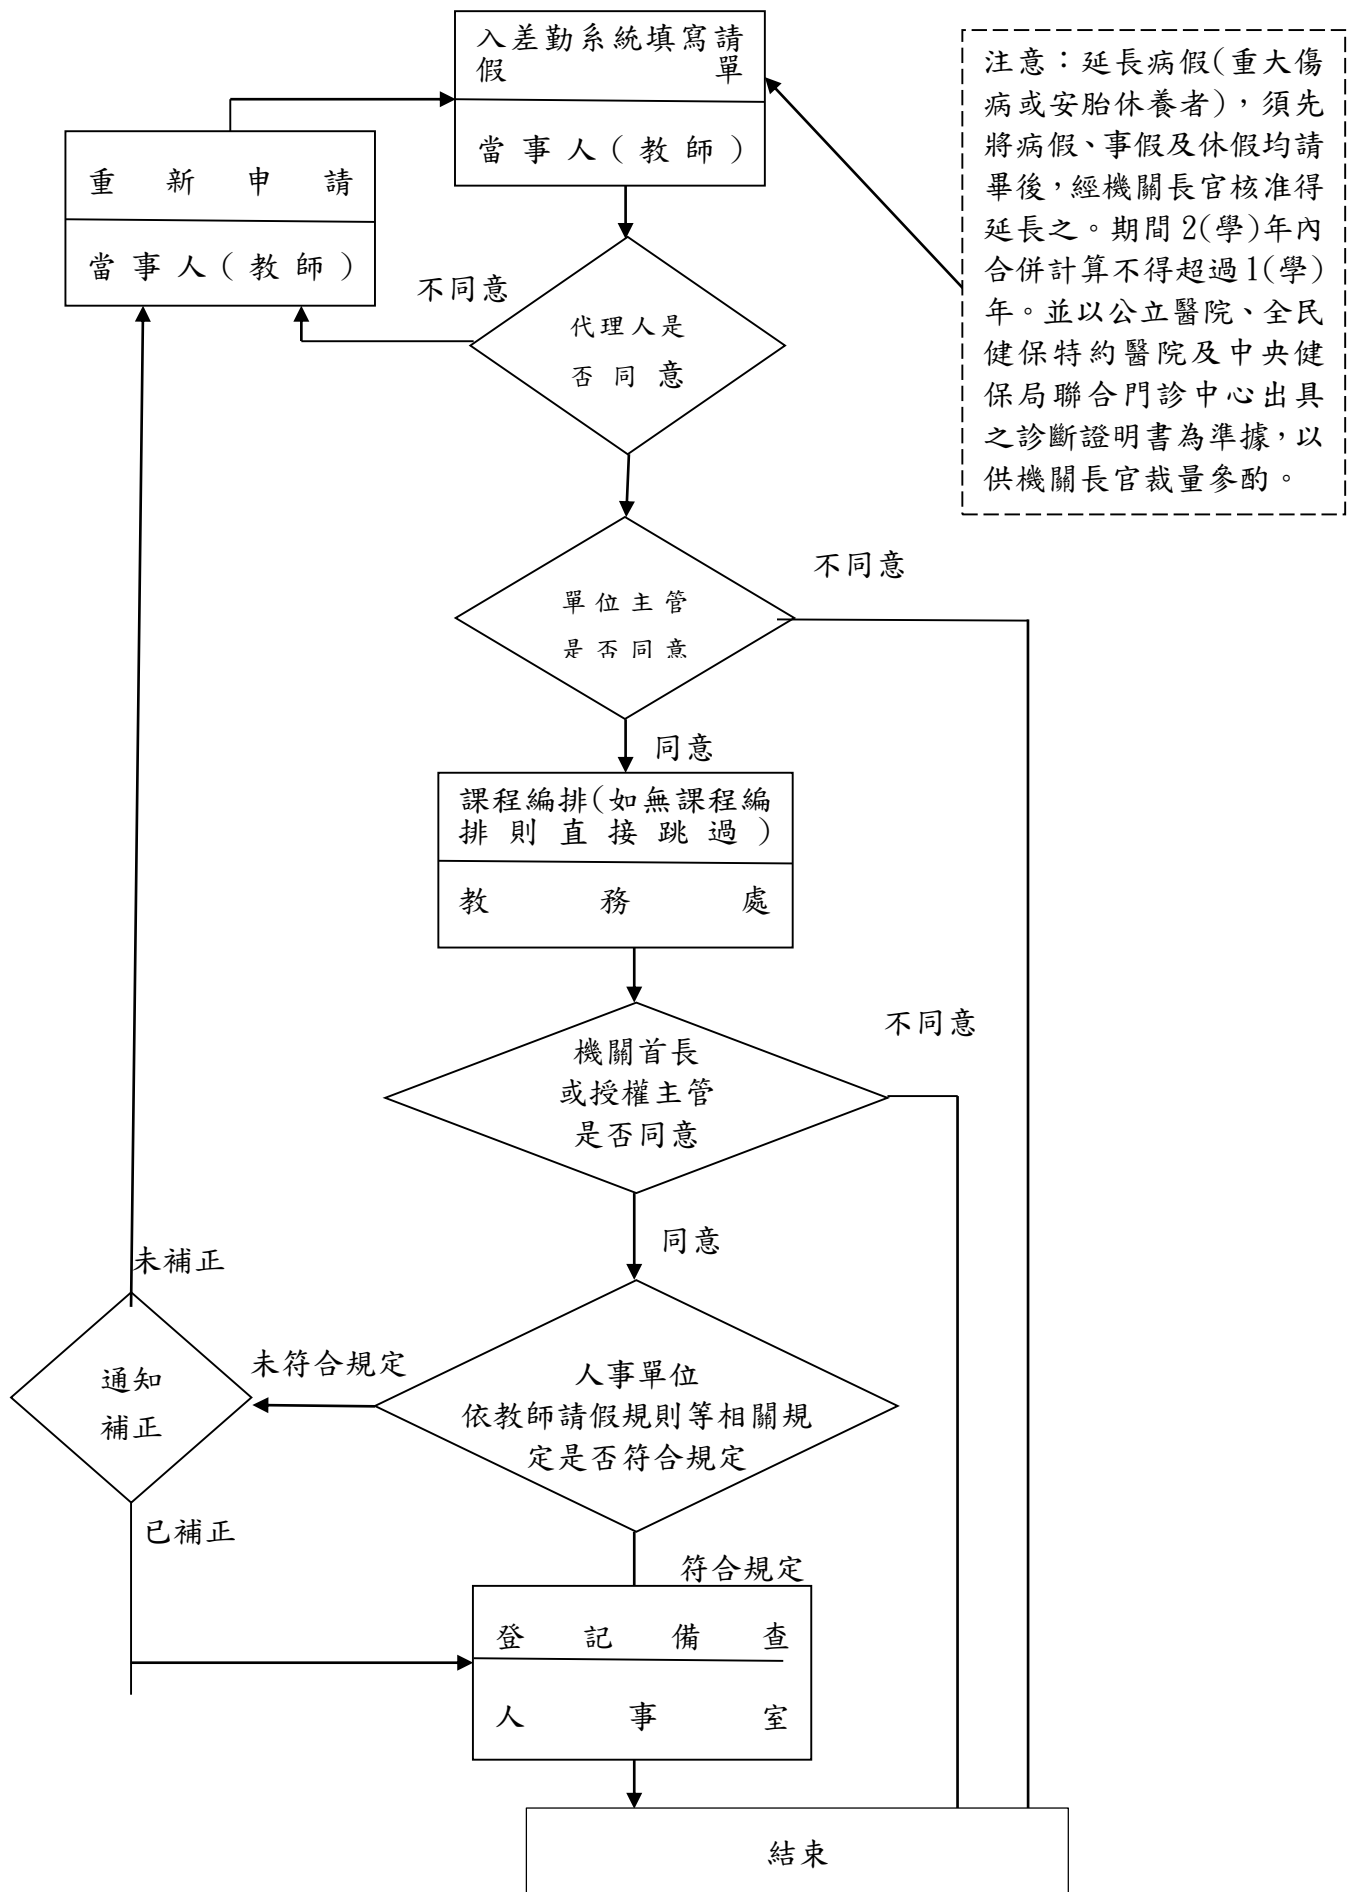 入差勤系統填寫請
假單
當事人(教師)
注意：延長病假(重大傷
病或安胎休養者)，須先
將病假、事假及休假均請
畢後，經機關長官核准得
延長之。期間2(學)年內
合併計算不得超過1(學)
年。並以公立醫院、全民
健保特約醫院及中央健
保局聯合門診中心出具
之診斷證明書為準據，以
供機關長官裁量參酌。
重新申請
當事人(教師)
不同意
代理人是
否同意
不同意
單位主管
是否同意
同意
課程編排(如無課程編
排則直接跳過)
教務處
不同意
機關首長
或授權主管
是否同意
同意
未補正
通知
補正
未符合規定
人事單位
依教師請假規則等相關規
定是否符合規定
已補正
符合規定
登記備查
人事室
結束